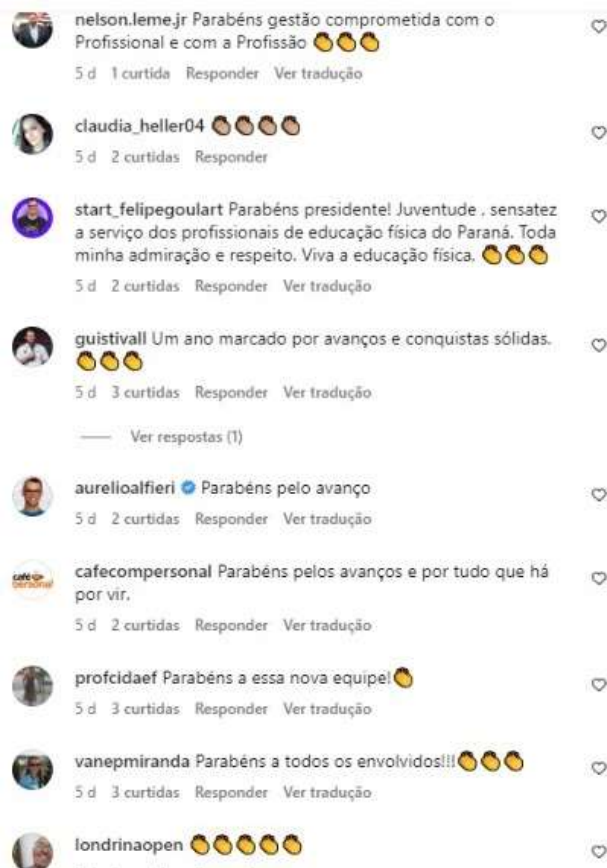 nelson.leme.jr Parabéns gestão comprometida com o
Profissional e com a Profissão 👏👏👏
5 d 1 curtida Responder Ver tradução
claudia_heller04 👏🏽👏🏽👏🏽👏🏽
5 d 2 curtidas Responder
start_felipegoulart Parabéns presidente! Juventude , sensatez
a serviço dos profissionais de educação física do Paraná. Toda
minha admiração e respeito. Viva a educação física. 👏👏👏
5 d 2 curtidas Responder Ver tradução
guistivall Um ano marcado por avanços e conquistas sólidas.
👏👏👏
5 d 3 curtidas Responder Ver tradução
Ver respostas (1)
aurelioalfieri Parabéns pelo avanço
5 d 2 curtidas Responder Ver tradução
café
personal
cafecompersonal Parabéns pelos avanços e por tudo que há
por vir.
5 d 2 curtidas Responder Ver tradução
profcidaef Parabéns a essa nova equipe!👏
5 d 3 curtidas Responder Ver tradução
vanepmiranda Parabéns a todos os envolvidos!!!👏👏👏
5 d 3 curtidas Responder Ver tradução
londrinaopen 👏👏👏👏👏